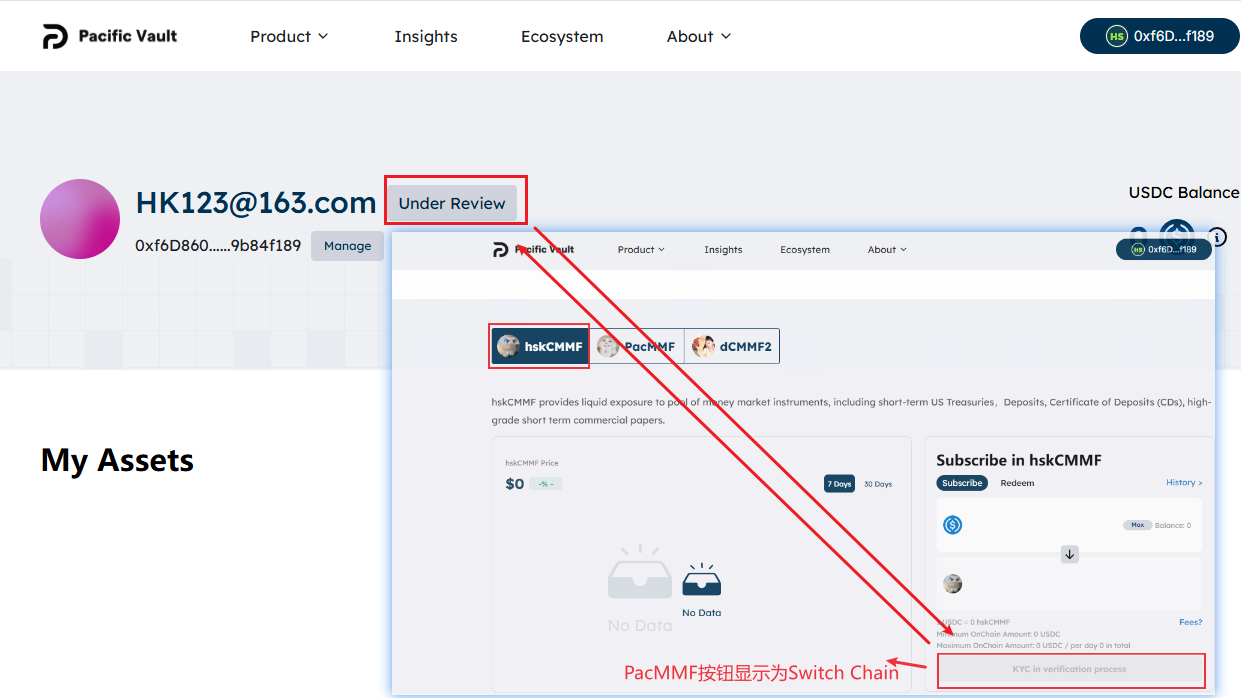 Pacific Vault
Product
Insights
Ecosystem
About
HS 0xf6D...f189
HK123@163.com
Under Review
0xf6D860......9b84f189
Manage
USDC Balance
My Assets
Pacific Vault
Product
Insights
Ecosystem
About
HS 0xf6D...f189
hskCMMF
PacMMF
dCMMF2
hskCMMF provides liquid exposure to pool of money market instruments, including short-term US Treasuries, Deposits, Certificate of Deposits (CDs), high-
grade short term commercial papers.
hskCMMF Price
$0 -% -
7 Days
30 Days
No Data
No Data
Subscribe in hskCMMF
Subscribe
Redeem
History >
Max
Balance: 0
USDC = 0 hskCMMF
Fees?
Minimum OnChain Amount: 0 USDC
Maximum OnChain Amount: 0 USDC / per day 0 in total
KYC in verification process
PacMMF按钮显示为Switch Chain